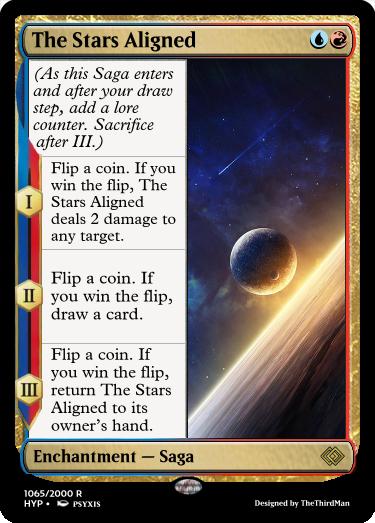 The Stars Aligned
(As this Saga enters
and after your draw
step, add a lore
counter. Sacrifice
after III.)
I
Flip a coin. If you
win the flip, The
Stars Aligned
deals 2 damage to
any target.
II
Flip a coin. If
you win the flip,
draw a card.
III
Flip a coin. If
you win the flip,
return The Stars
Aligned to its
owner's hand.
Enchantment — Saga
1065/2000 R
HYP • PSYXIS
Designed by TheThirdMan